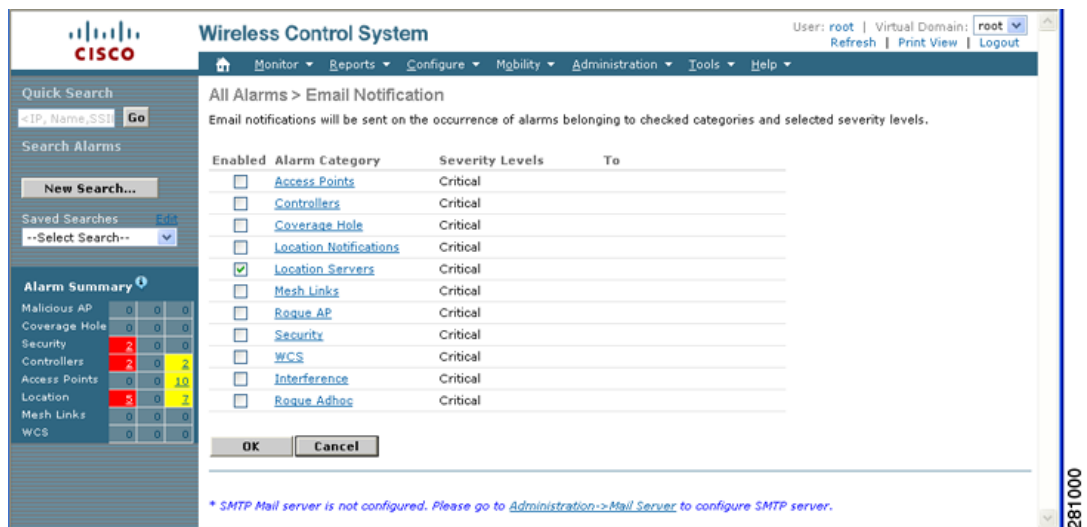 CISCO
Wireless Control System
User: root | Virtual Domain: root
Refresh | Print View | Logout
Monitor Reports Configure Mobility Administration Tools Help
Quick Search
<IP, Name,SSI Go
Search Alarms
New Search...
Saved Searches Edit
--Select Search--
Alarm Summary
Malicious AP 0 0 0
Coverage Hole 0 0 0
Security 2 0 0
Controllers 2 0 2
Access Points 0 0 10
Location 5 0 7
Mesh Links 0 0 0
WCS 0 0 0
All Alarms > Email Notification
Email notifications will be sent on the occurrence of alarms belonging to checked categories and selected severity levels.
Enabled Alarm Category Severity Levels To
Access Points Critical
Controllers Critical
Coverage Hole Critical
Location Notifications Critical
Location Servers Critical
Mesh Links Critical
Rogue AP Critical
Security Critical
WCS Critical
Interference Critical
Rogue Adhoc Critical
OK Cancel
* SMTP Mail server is not configured. Please go to Administration->Mail Server to configure SMTP server.
281000